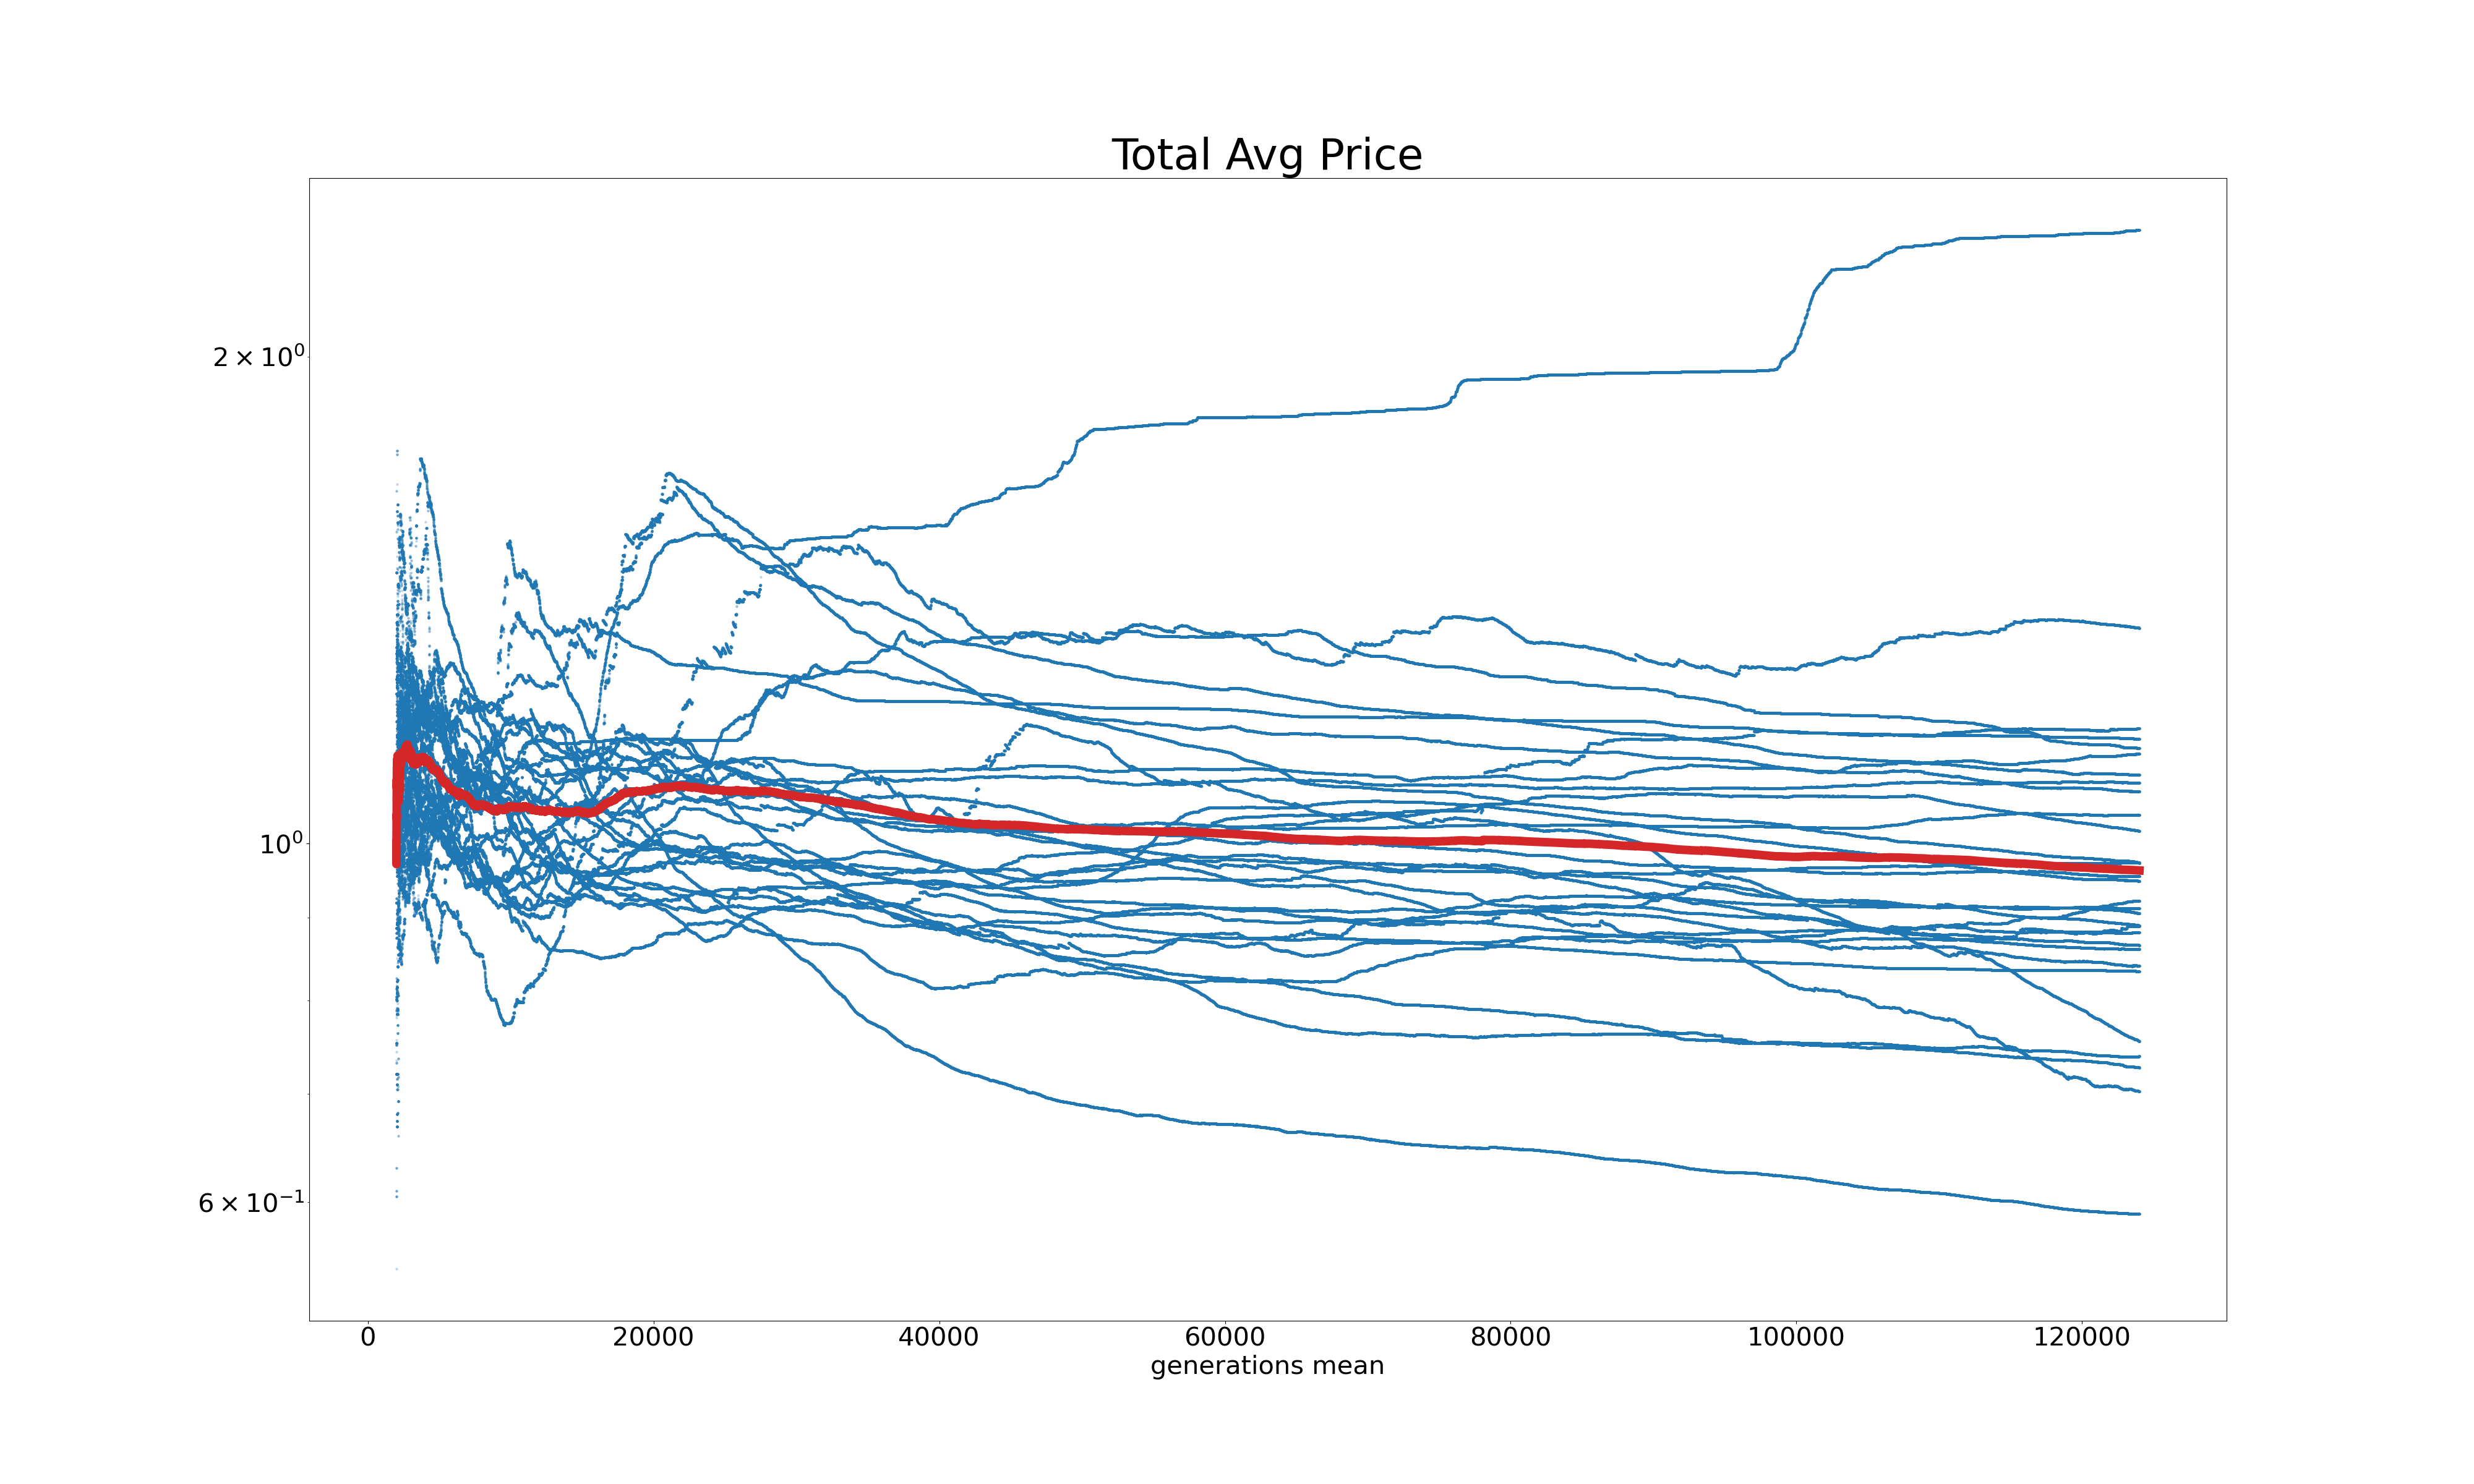 Total Avg Price
2 × 10⁰
10⁰
6 × 10⁻¹
0 20000 40000 60000 80000 100000 120000
generations mean